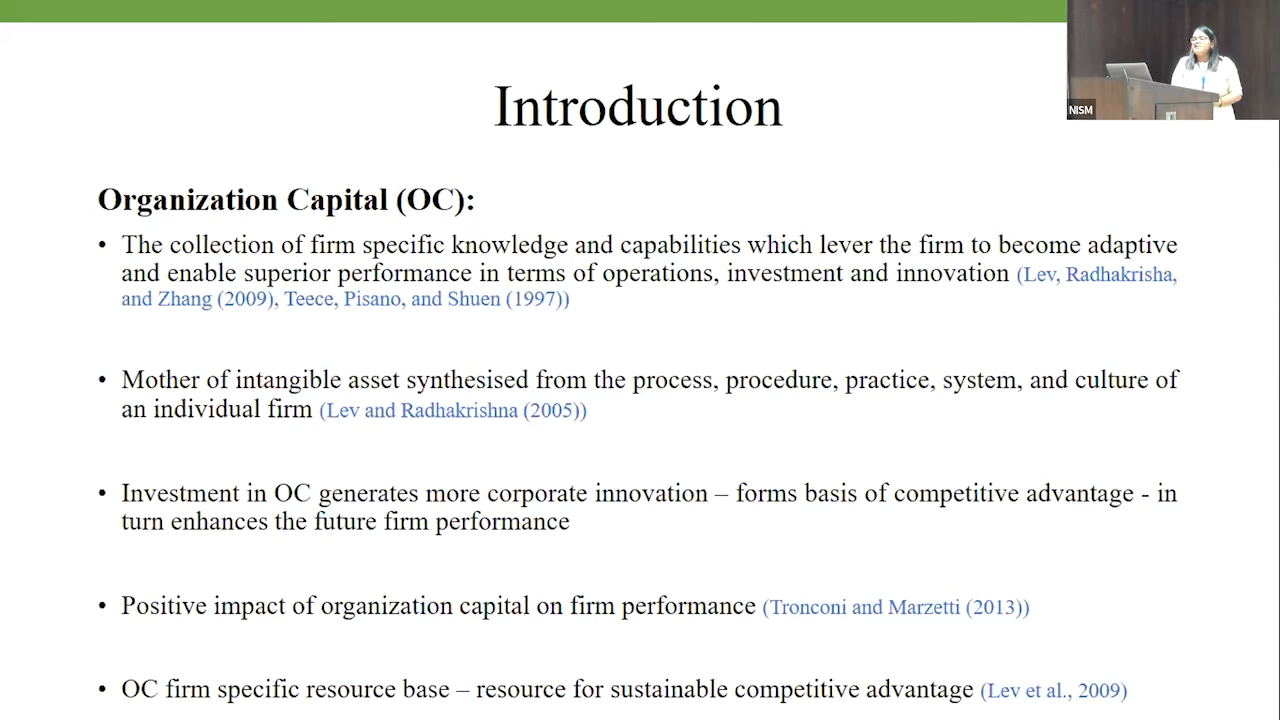 NISM
Introduction
Organization Capital (OC):
• The collection of firm specific knowledge and capabilities which lever the firm to become adaptive
and enable superior performance in terms of operations, investment and innovation (Lev, Radhakrisha,
and Zhang (2009), Teece, Pisano, and Shuen (1997))
• Mother of intangible asset synthesised from the process, procedure, practice, system, and culture of
an individual firm (Lev and Radhakrishna (2005))
• Investment in OC generates more corporate innovation – forms basis of competitive advantage - in
turn enhances the future firm performance
• Positive impact of organization capital on firm performance (Tronconi and Marzetti (2013))
• OC firm specific resource base – resource for sustainable competitive advantage (Lev et al., 2009)